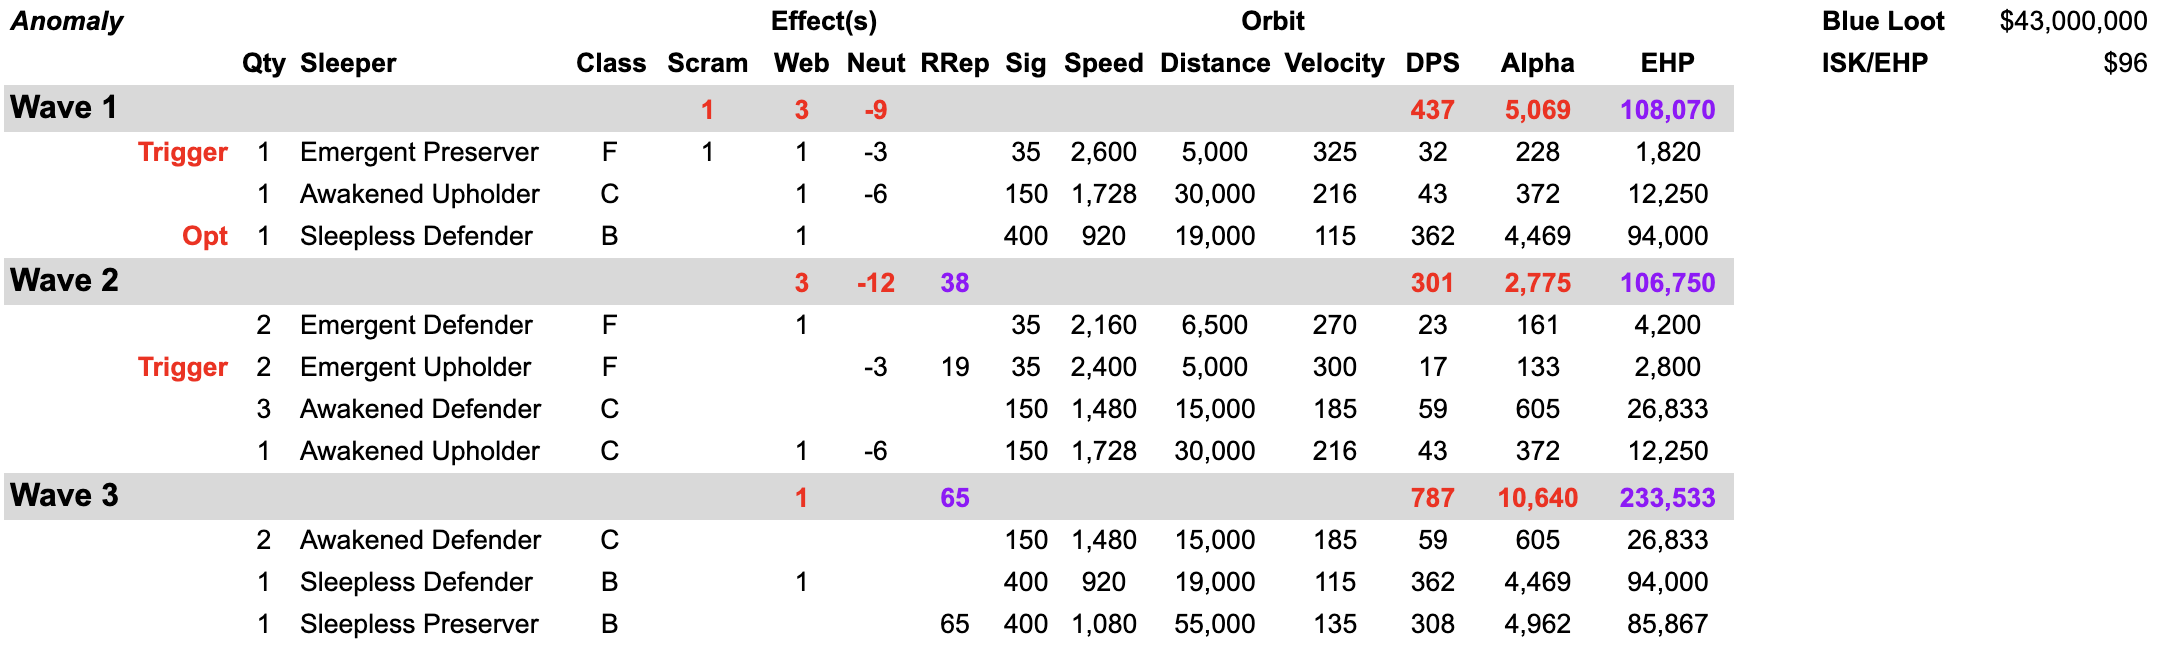 Anomaly Effect(s) Orbit Blue Loot $43,000,000
Qty Sleeper Class Scram Web Neut RRep Sig Speed Distance Velocity DPS Alpha EHP ISK/EHP $96
Wave 1 1 3 -9 437 5,069 108,070
Trigger 1 Emergent Preserver F 1 1 -3 35 2,600 5,000 325 32 228 1,820
1 Awakened Upholder C 1 -6 150 1,728 30,000 216 43 372 12,250
Opt 1 Sleepless Defender B 1 400 920 19,000 115 362 4,469 94,000
Wave 2 3 -12 38 301 2,775 106,750
2 Emergent Defender F 1 35 2,160 6,500 270 23 161 4,200
Trigger 2 Emergent Upholder F -3 19 35 2,400 5,000 300 17 133 2,800
3 Awakened Defender C 150 1,480 15,000 185 59 605 26,833
1 Awakened Upholder C 1 -6 150 1,728 30,000 216 43 372 12,250
Wave 3 1 65 787 10,640 233,533
2 Awakened Defender C 150 1,480 15,000 185 59 605 26,833
1 Sleepless Defender B 1 400 920 19,000 115 362 4,469 94,000
1 Sleepless Preserver B 65 400 1,080 55,000 135 308 4,962 85,867